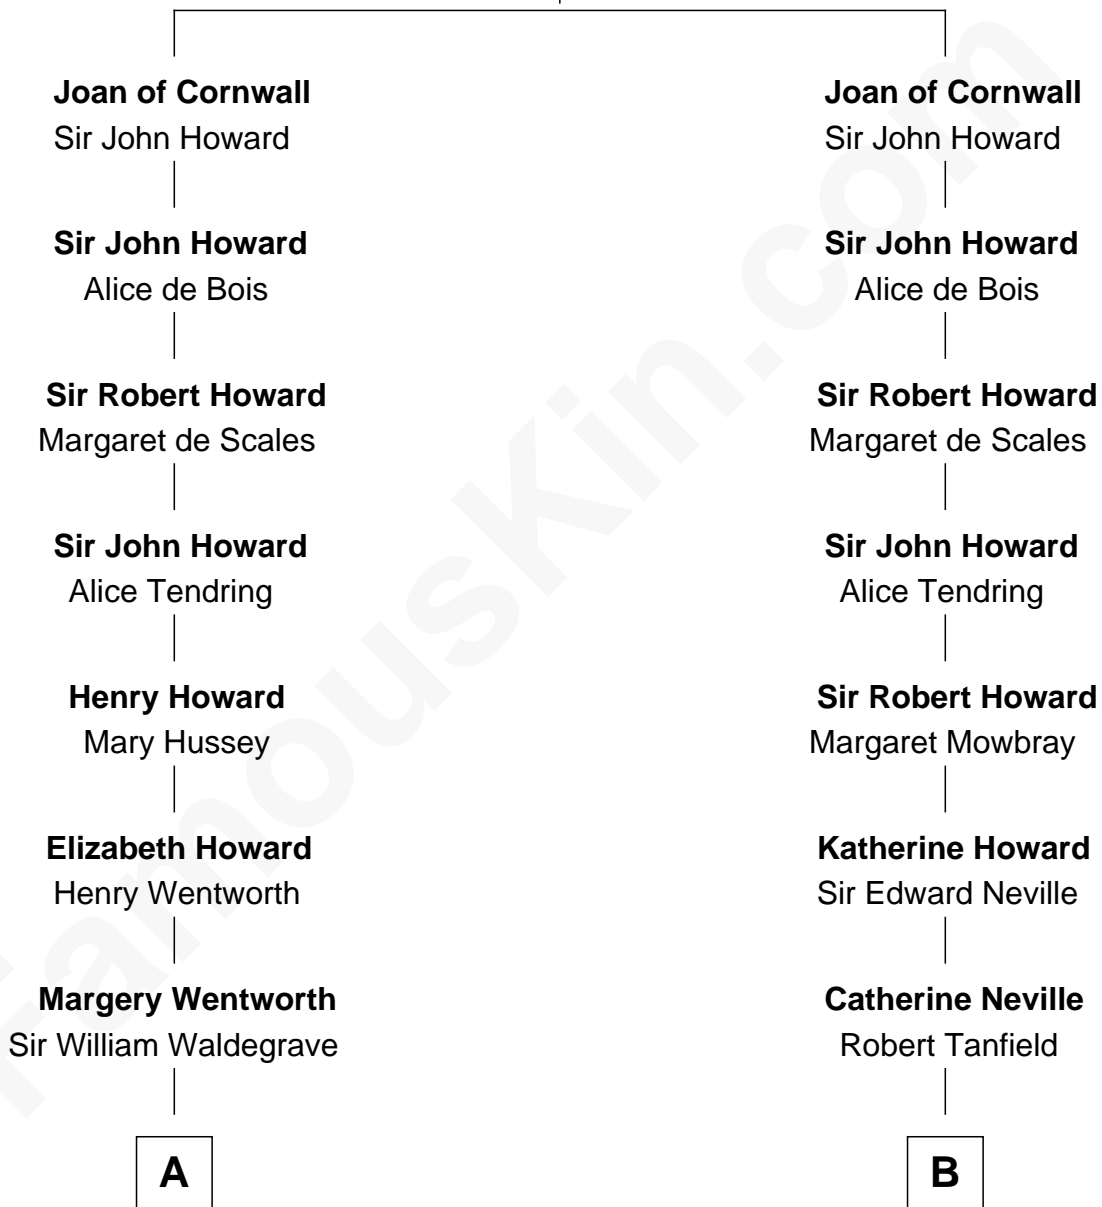 Joan of Cornwall
Sir John Howard
Sir John Howard
Alice de Bois
Sir Robert Howard
Margaret de Scales
Sir John Howard
Alice Tendring
Henry Howard
Mary Hussey
Elizabeth Howard
Henry Wentworth
Margery Wentworth
Sir William Waldegrave
A
Joan of Cornwall
Sir John Howard
Sir John Howard
Alice de Bois
Sir Robert Howard
Margaret de Scales
Sir John Howard
Alice Tendring
Sir Robert Howard
Margaret Mowbray
Katherine Howard
Sir Edward Neville
Catherine Neville
Robert Tanfield
B
FamousKin.com